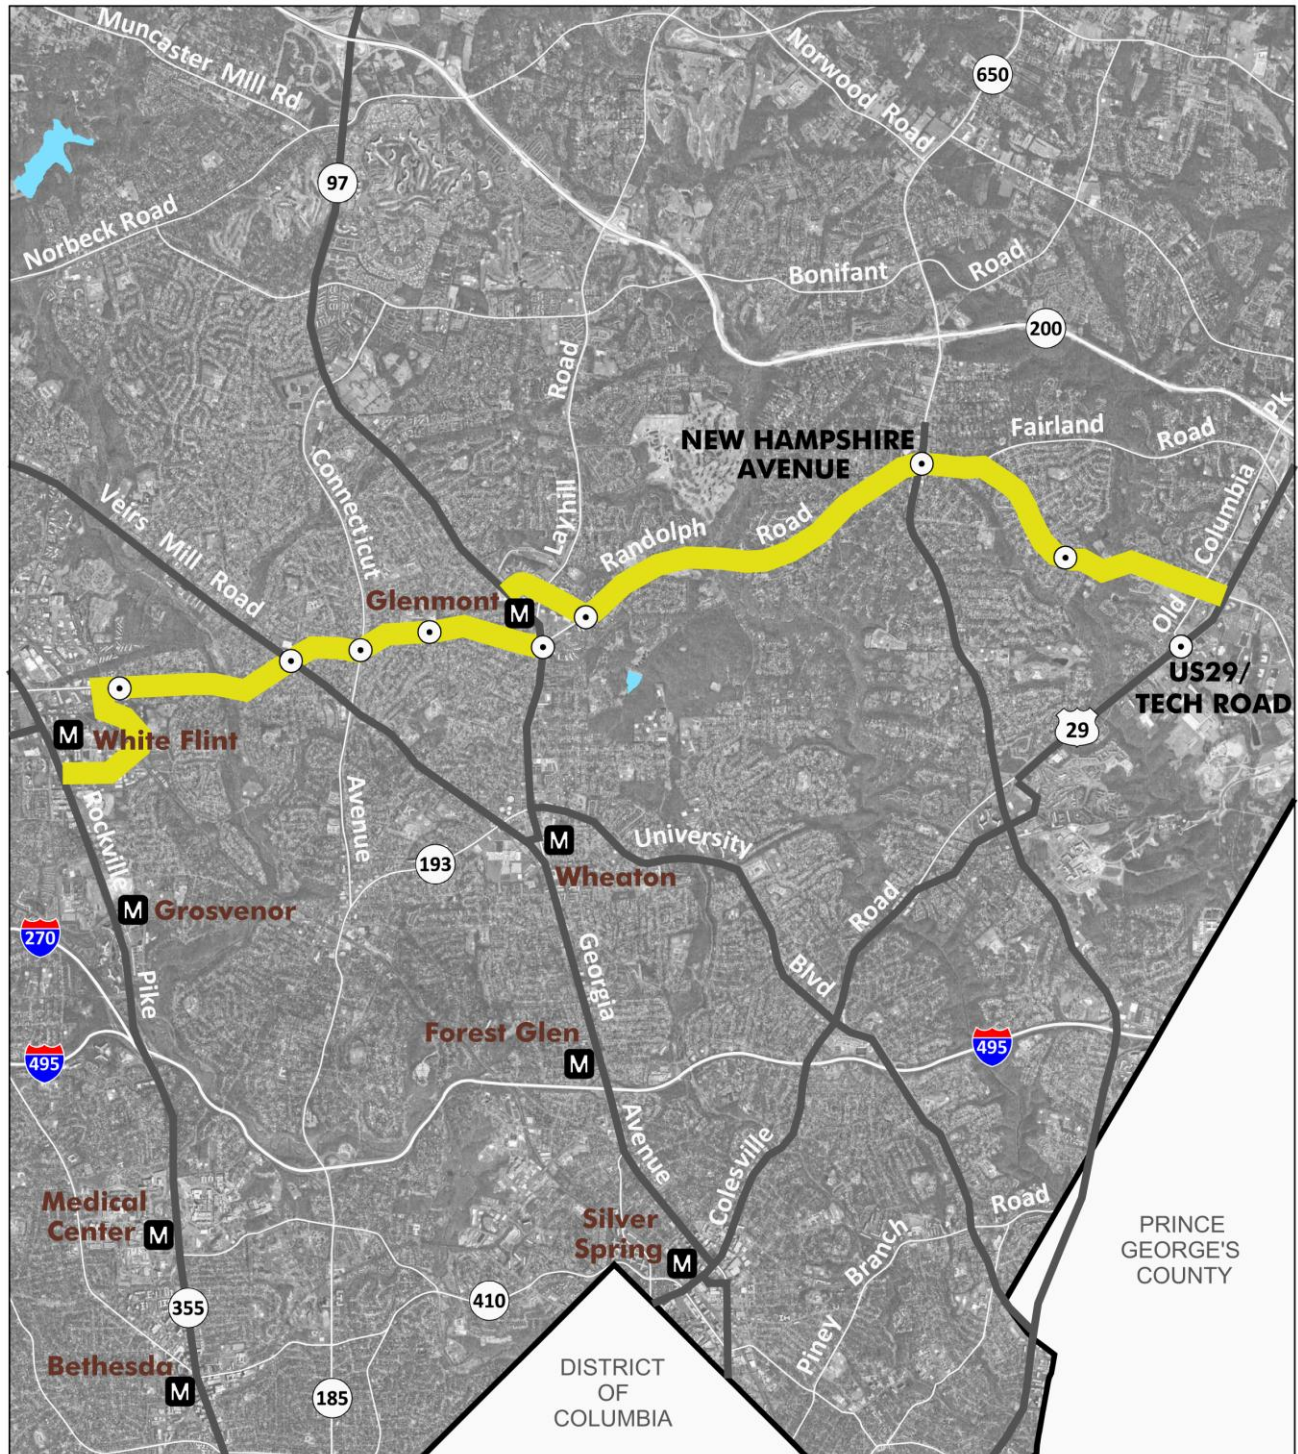 Muncaster Mill Rd
Norwood Road
650
97
Norbeck Road
Bonifant Road
200
Pk
Fairland Road
NEW HAMPSHIRE
AVENUE
Columbia
Old
Layhill
Road
Connecticut
Veirs Mill Road
Randolph Road
Glenmont
M
US29/
TECH ROAD
29
M
White Flint
Rockville
Avenue
University
M
193
Wheaton
M
Grosvenor
Road
270
Georgia
Blvd
Pike
Forest Glen
M
495
495
Avenue
Colesville
Medical
Center
M
Silver
Spring
M
Road
Branch
Piney
PRINCE
GEORGE'S
COUNTY
355
410
Bethesda
M
185
DISTRICT
OF
COLUMBIA